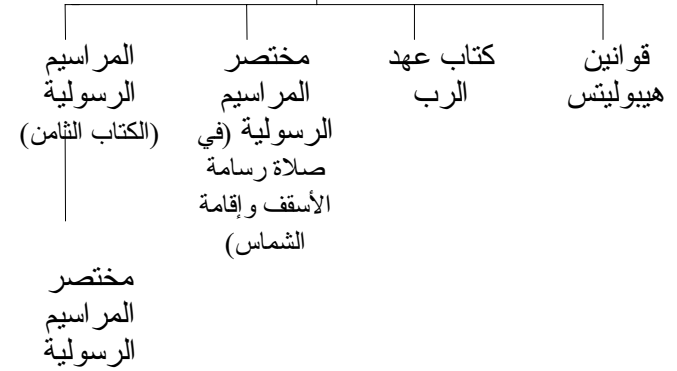 قوانين
هيبوليتس
كتاب عهد
الرب
مختصر
المراسيم
الرسولية (في
صلاة رسامة
الأسقف وإقامة
الشماس)
المراسيم
الرسولية
(الكتاب الثامن)
مختصر
المراسيم
الرسولية